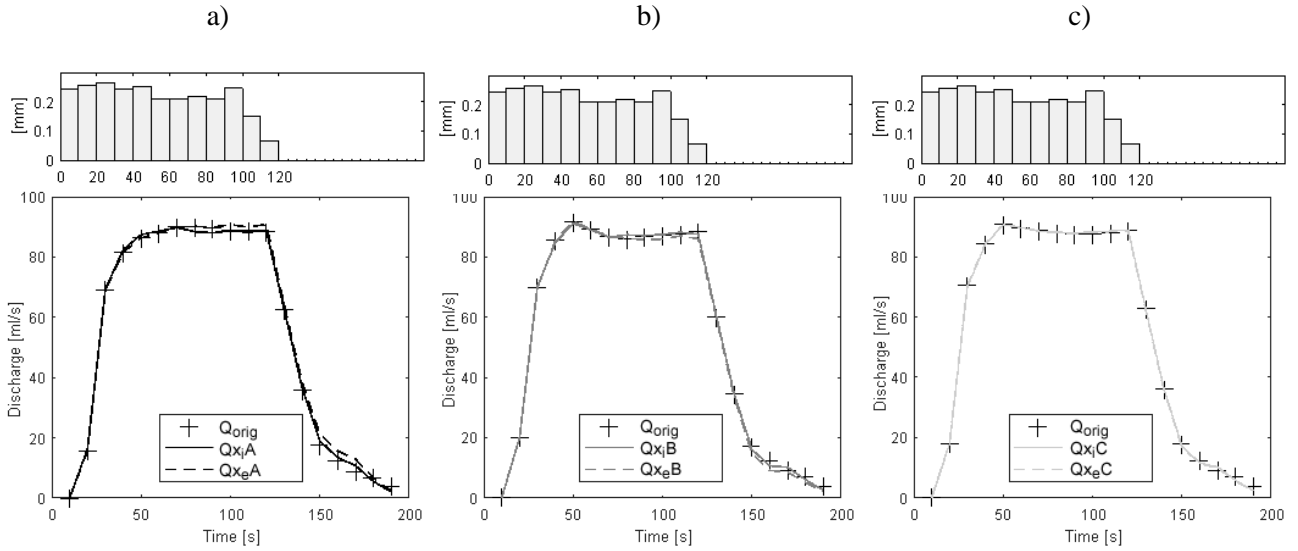 a) b) c)
[mm] 0.2 0.1 0
0 20 40 60 80 100 120
[mm] 0.2 0.1 0
0 20 40 60 80 100 120
[mm] 0.2 0.1 0
0 20 40 60 80 100 120
Discharge [ml/s]
100
80
60
40
20
0
Q_orig
Qx_iA
Qx_eA
0 50 100 150 200
Time [s]
Discharge [ml/s]
100
80
60
40
20
0
Q_orig
Qx_iB
Qx_eB
0 50 100 150 200
Time [s]
Discharge [ml/s]
100
80
60
40
20
0
Q_orig
Qx_iC
Qx_eC
0 50 100 150 200
Time [s]